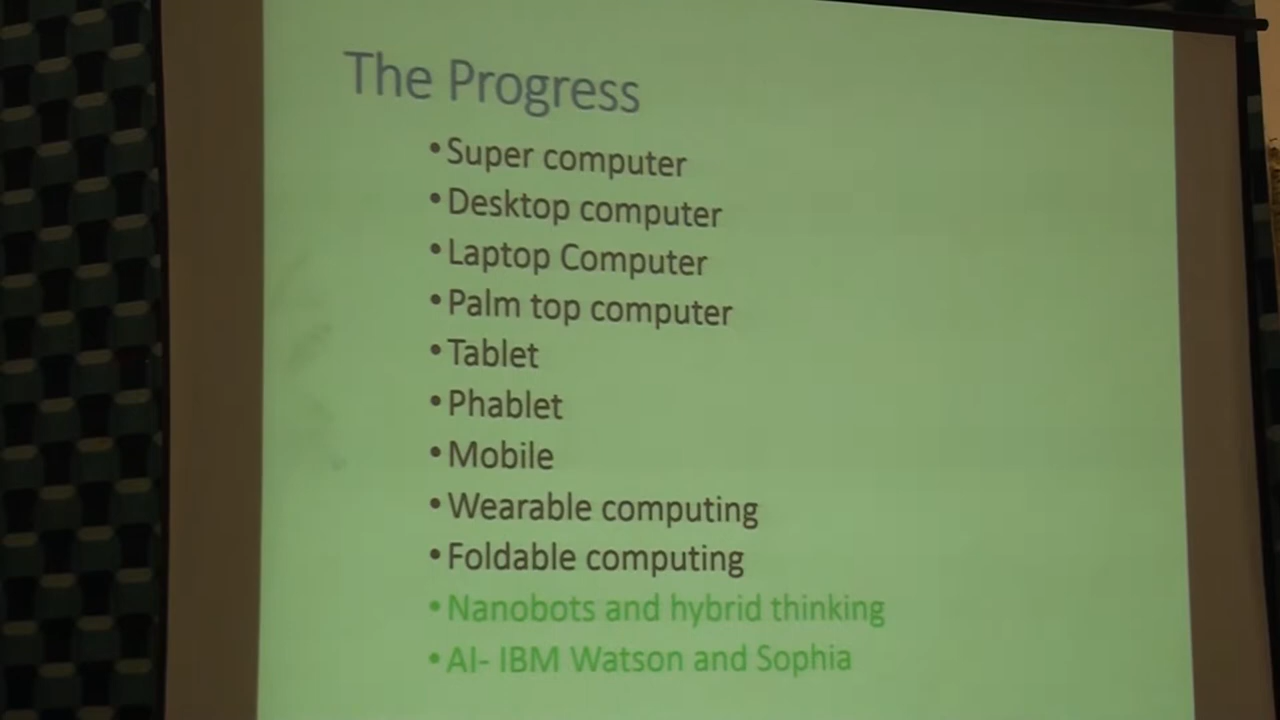 The Progress
• Super computer
• Desktop computer
• Laptop Computer
• Palm top computer
• Tablet
• Phablet
• Mobile
• Wearable computing
• Foldable computing
• Nanobots and hybrid thinking
• AI- IBM Watson and Sophia